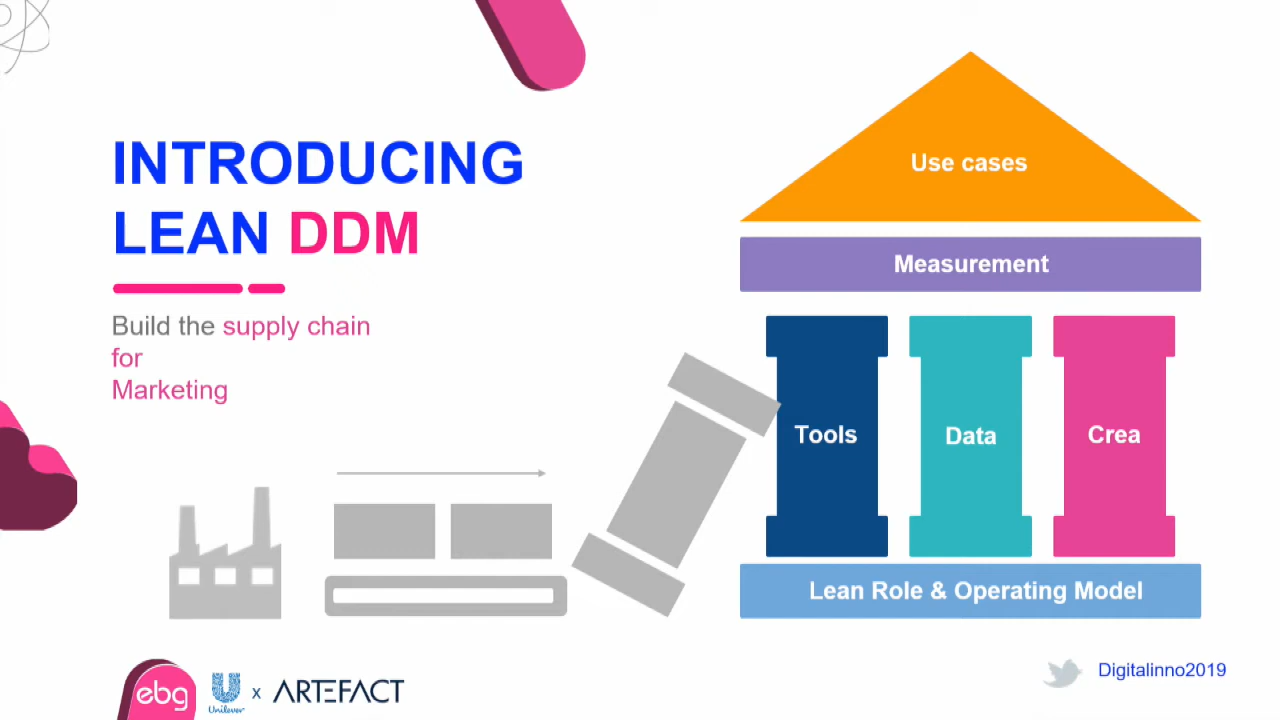 INTRODUCING
LEAN DDM
Build the supply chain
for
Marketing
Use cases
Measurement
Tools
Data
Crea
Lean Role & Operating Model
ebg
Unilever
x
ARTEFACT
Digitalinno2019